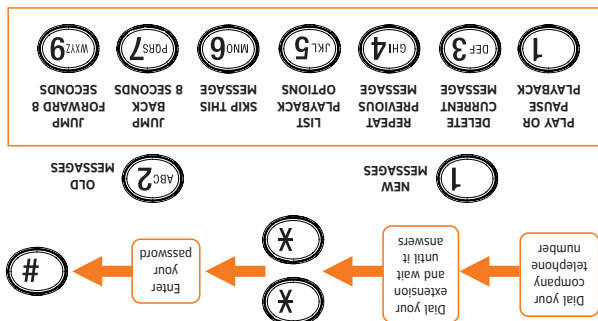 Dial your
company
telephone
number
Dial your
extension
and wait
until it
answers
*
*
Enter
your
password
#
1
NEW
MESSAGES
ABC 2
OLD
MESSAGES
PLAY OR
PAUSE
PLAYBACK
1
DELETE
CURRENT
MESSAGE
DEF 3
REPEAT
PREVIOUS
MESSAGE
GHI 4
LIST
PLAYBACK
OPTIONS
JKL 5
SKIP THIS
MESSAGE
MNO 6
JUMP
BACK
8 SECONDS
PQRS 7
JUMP
FORWARD 8
SECONDS
WXYZ 9